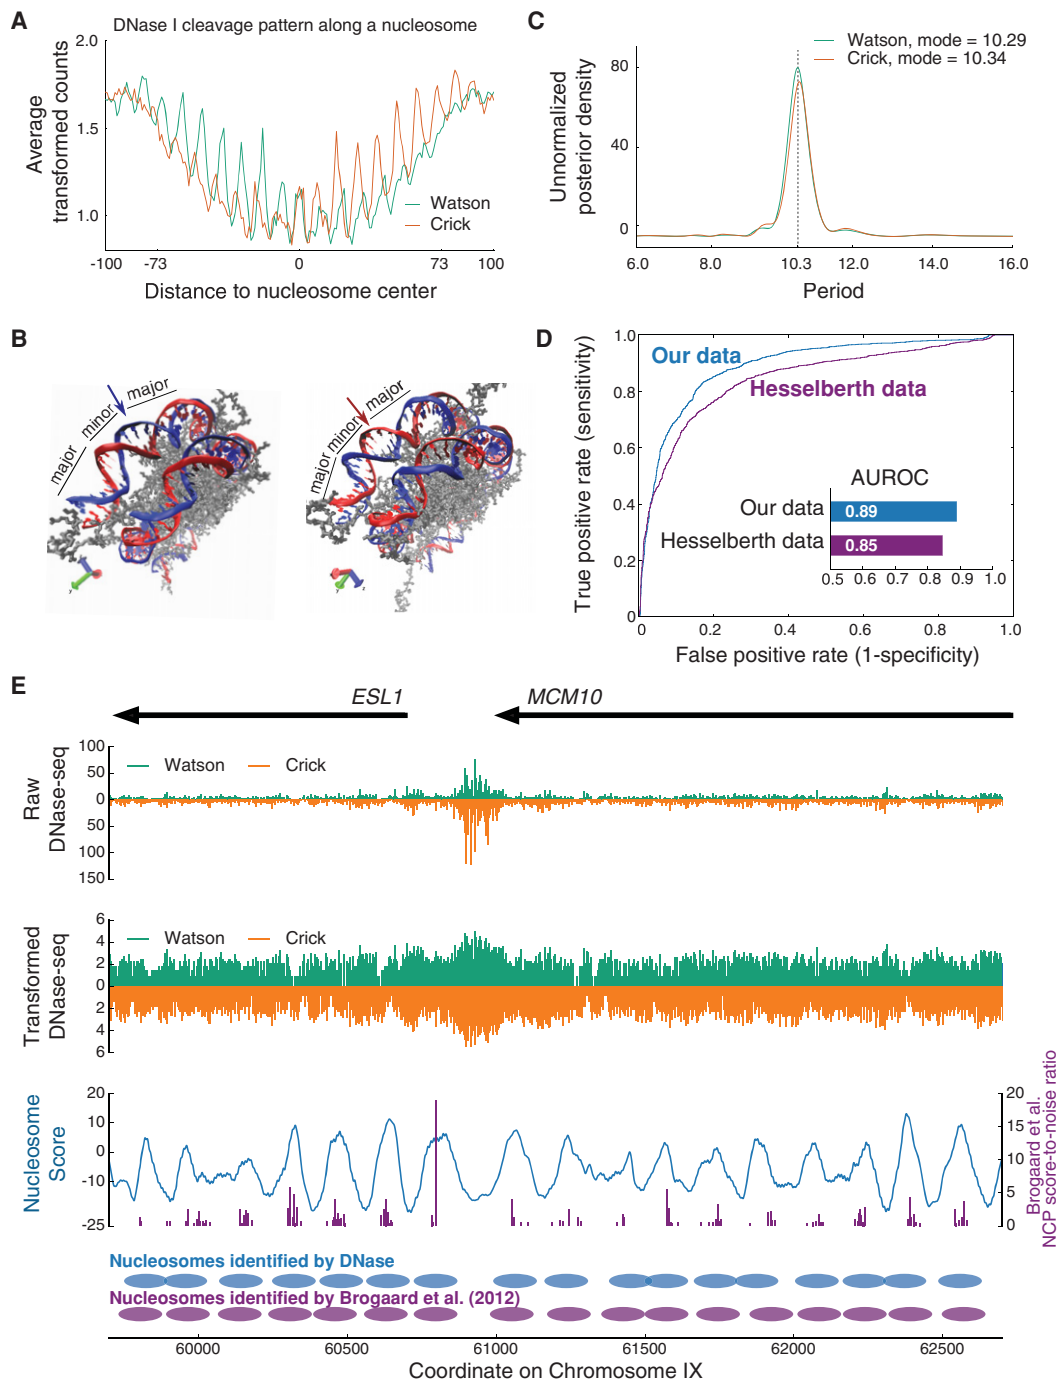 A
DNase I cleavage pattern along a nucleosome
Average
transformed counts
2.0
1.5
1.0
Watson
Crick
-100
-73
0
73
100
Distance to nucleosome center
C
Watson, mode = 10.29
Crick, mode = 10.34
Unnormalized
posterior density
80
40
0
6.0
8.0
10.3
12.0
14.0
16.0
Period
B
major
minor
major
major
minor
major
D
True positive rate (sensitivity)
1.0
0.8
0.6
0.4
0.2
0
Our data
Hesselberth data
AUROC
Our data
0.89
Hesselberth data
0.85
0.5
0.6
0.7
0.8
0.9
1.0
0
0.2
0.4
0.6
0.8
1.0
False positive rate (1-specificity)
E
ESL1
MCM10
Raw
DNase-seq
100
50
0
50
100
150
Watson
Crick
Transformed
DNase-seq
6
4
2
0
2
4
6
Watson
Crick
Nucleosome
Score
20
10
0
-10
-25
20
15
10
5
0
Brogaard et al.
NCP score-to-noise ratio
Nucleosomes identified by DNase
Nucleosomes identified by Brogaard et al. (2012)
60000
60500
61000
61500
62000
62500
Coordinate on Chromosome IX